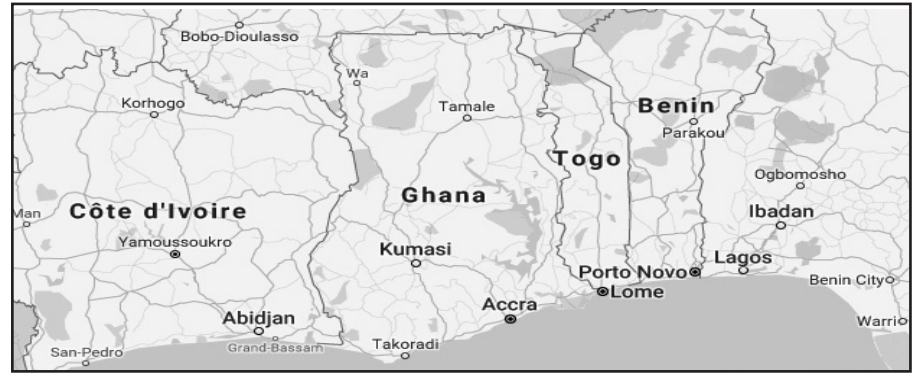 Bobo-Dioulasso
Wa
Korhogo
Tamale
Benin
Parakou
Togo
Ogbomosho
Ghana
Man
Côte d'Ivoire
Ibadan
Yamoussoukro
Kumasi
Lagos
Porto Novo
Benin City
Lome
Accra
Abidjan
Warri
Takoradi
Grand-Bassam
San-Pedro